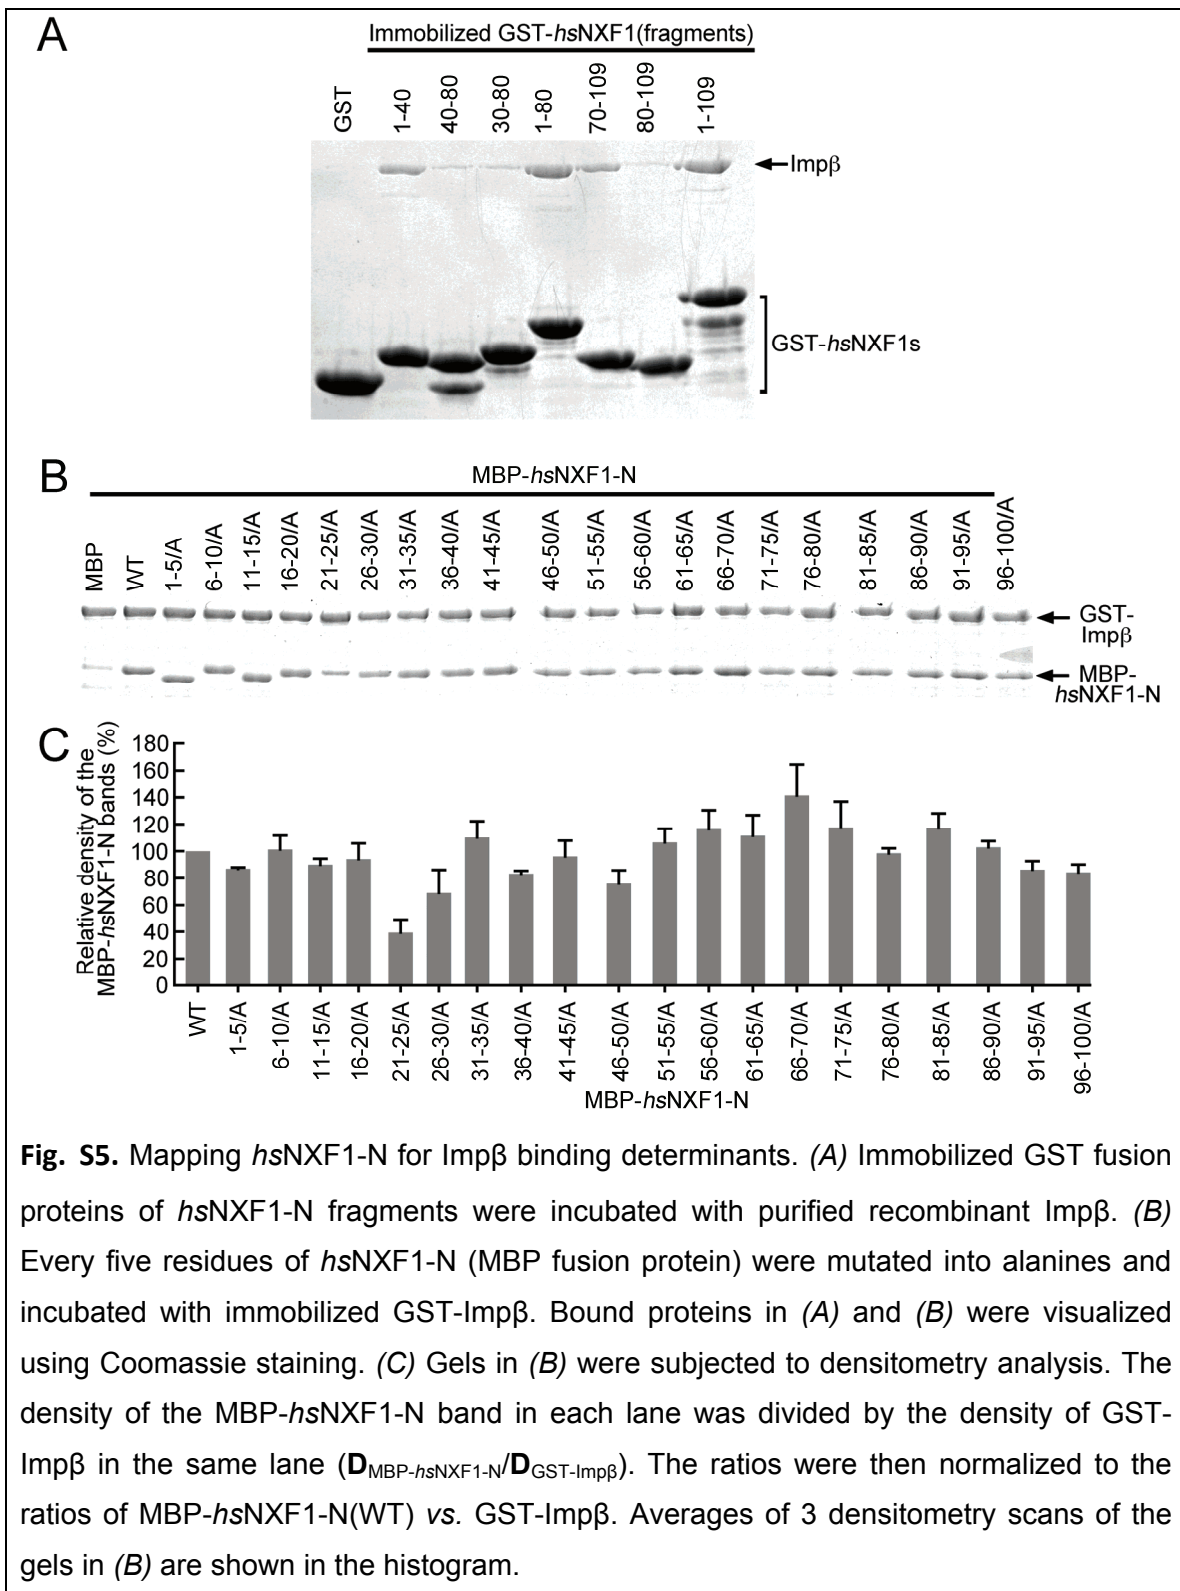 A
Immobilized GST-hsNXF1(fragments)
GST
1-40
40-80
30-80
1-80
70-109
80-109
1-109
Impβ
GST-hsNXF1s
B
MBP-hsNXF1-N
MBP
WT
1-5/A
6-10/A
11-15/A
16-20/A
21-25/A
26-30/A
31-35/A
36-40/A
41-45/A
46-50/A
51-55/A
56-60/A
61-65/A
66-70/A
71-75/A
76-80/A
81-85/A
86-90/A
91-95/A
96-100/A
GST-
Impβ
MBP-
hsNXF1-N
C
Relative density of the
MBP-hsNXF1-N bands (%)
180
160
140
120
100
80
60
40
20
0
WT
1-5/A
6-10/A
11-15/A
16-20/A
21-25/A
26-30/A
31-35/A
36-40/A
41-45/A
46-50/A
51-55/A
56-60/A
61-65/A
66-70/A
71-75/A
76-80/A
81-85/A
86-90/A
91-95/A
96-100/A
MBP-hsNXF1-N
Fig. S5. Mapping hsNXF1-N for Impβ binding determinants. (A) Immobilized GST fusion
proteins of hsNXF1-N fragments were incubated with purified recombinant Impβ. (B)
Every five residues of hsNXF1-N (MBP fusion protein) were mutated into alanines and
incubated with immobilized GST-Impβ. Bound proteins in (A) and (B) were visualized
using Coomassie staining. (C) Gels in (B) were subjected to densitometry analysis. The
density of the MBP-hsNXF1-N band in each lane was divided by the density of GST-
Impβ in the same lane (DMBP-hsNXF1-N/DGST-Impβ). The ratios were then normalized to the
ratios of MBP-hsNXF1-N(WT) vs. GST-Impβ. Averages of 3 densitometry scans of the
gels in (B) are shown in the histogram.